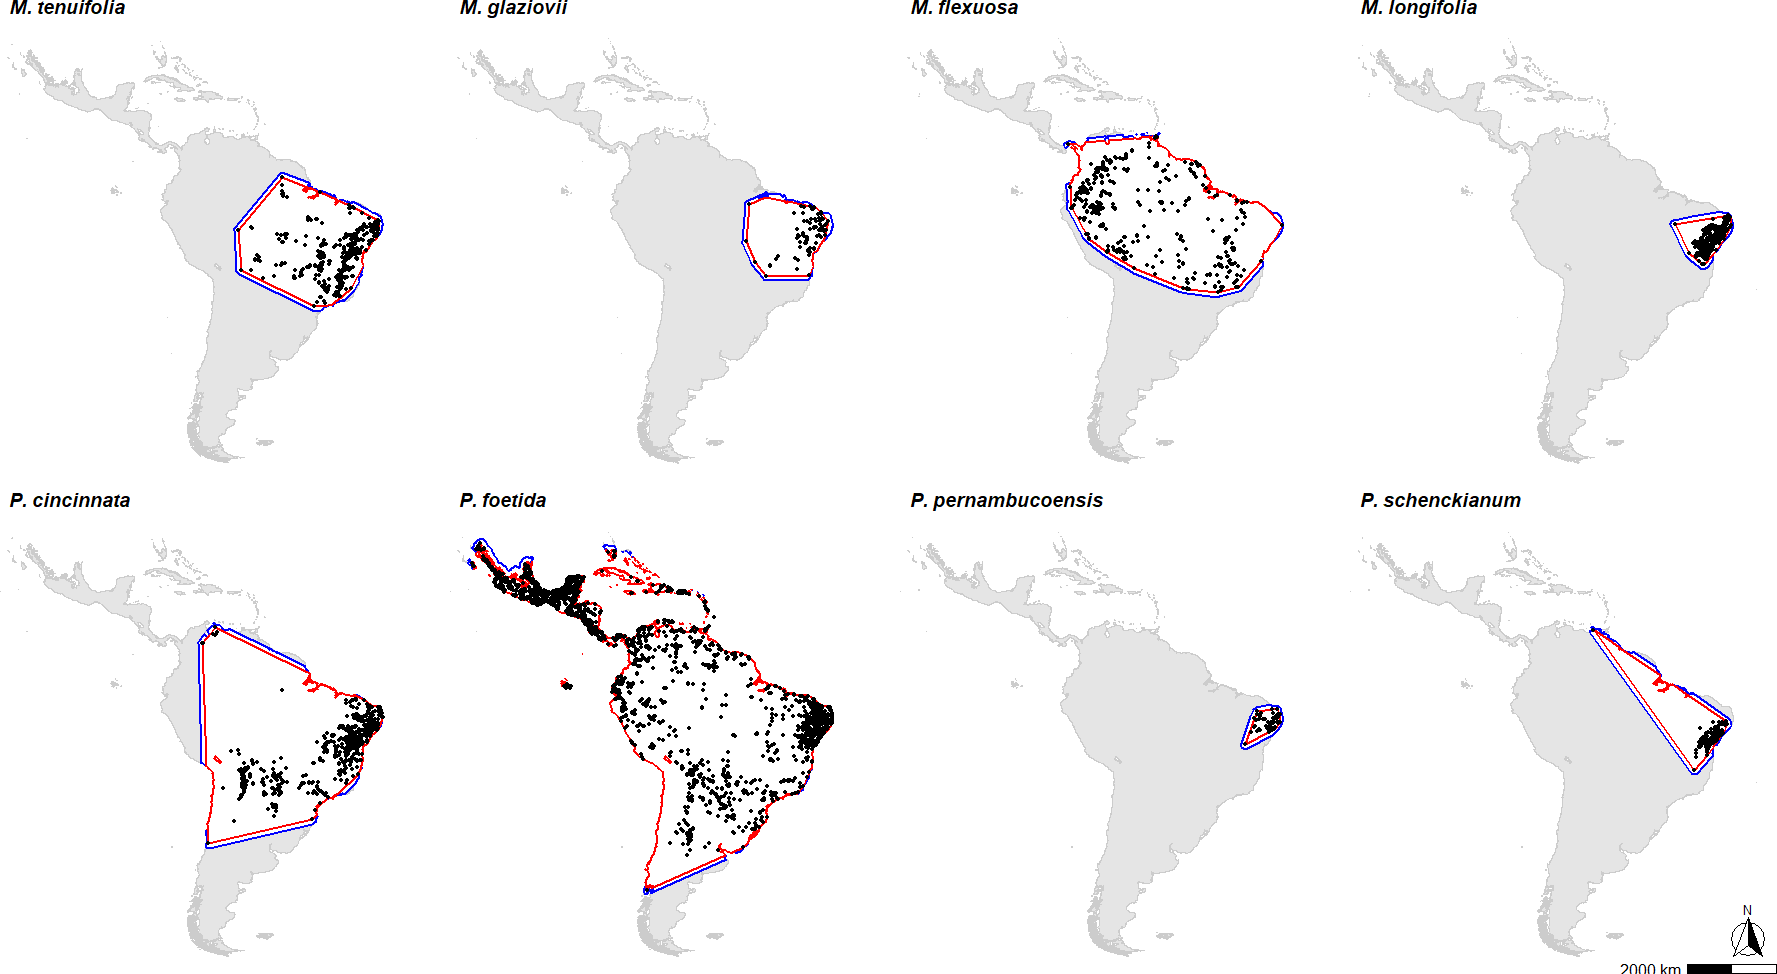 M. tenuifolia
M. glaziovii
M. flexuosa
M. longifolia
P. cincinnata
P. foetida
P. pernambucoensis
P. schenckianum
N
2000 km